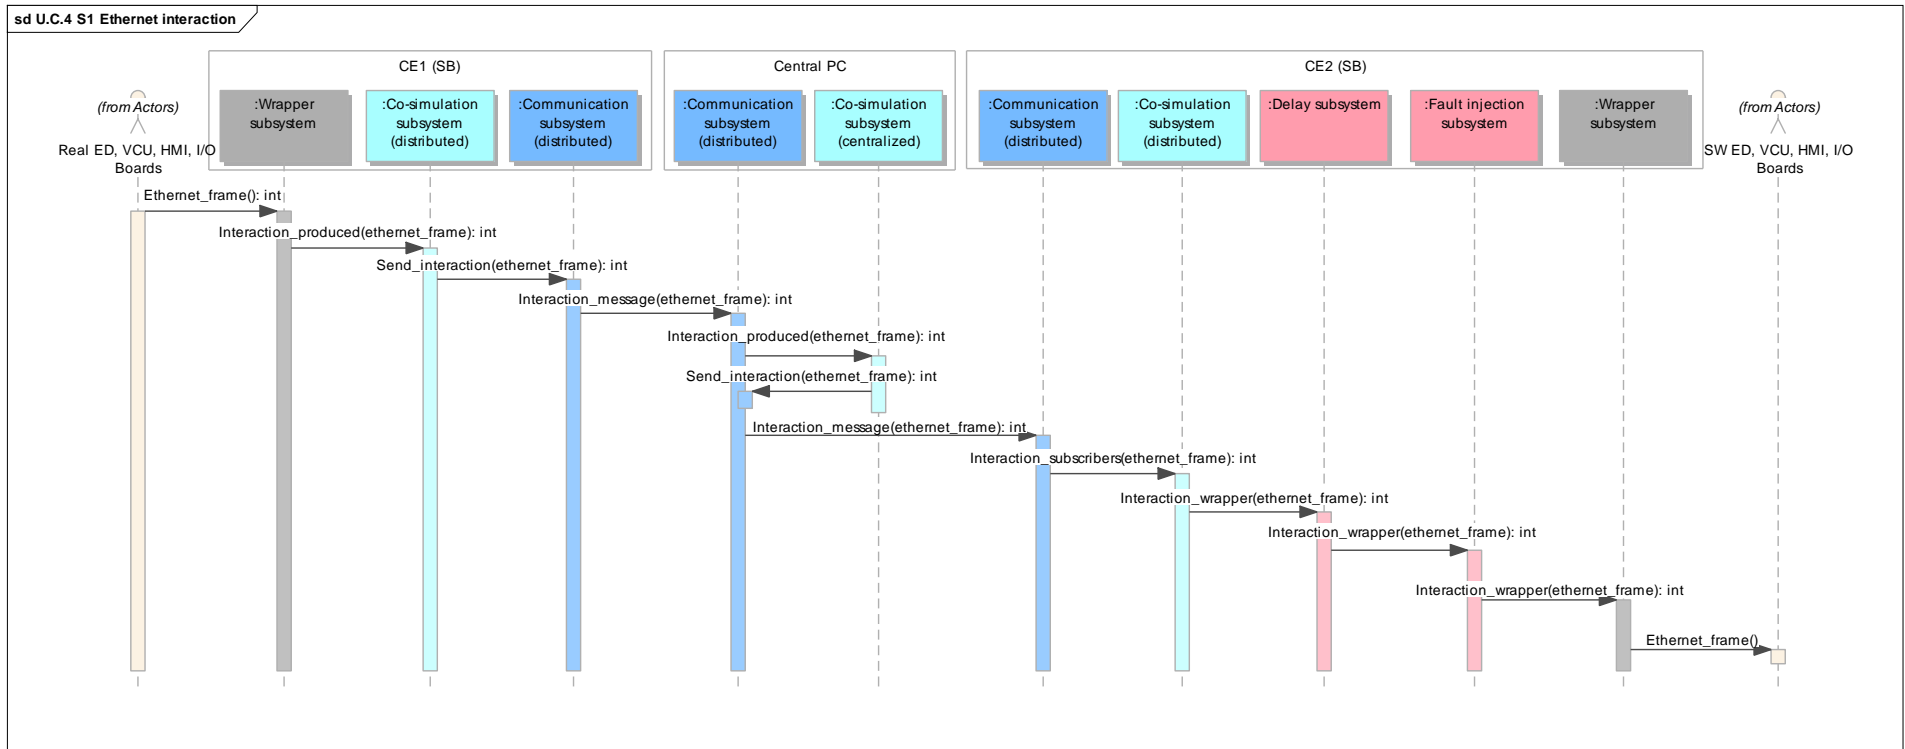 sd U.C.4 S1 Ethernet interaction
CE1 (SB)
Central PC
CE2 (SB)
(from Actors)
Real ED, VCU, HMI, I/O
Boards
:Wrapper
subsystem
:Co-simulation
subsystem
(distributed)
:Communication
subsystem
(distributed)
:Communication
subsystem
(distributed)
:Co-simulation
subsystem
(centralized)
:Communication
subsystem
(distributed)
:Co-simulation
subsystem
(distributed)
:Delay subsystem
:Fault injection
subsystem
:Wrapper
subsystem
(from Actors)
SW ED, VCU, HMI, I/O
Boards
Ethernet_frame(): int
Interaction_produced(ethernet_frame): int
Send_interaction(ethernet_frame): int
Interaction_message(ethernet_frame): int
Interaction_produced(ethernet_frame): int
Send_interaction(ethernet_frame): int
Interaction_message(ethernet_frame): int
Interaction_subscribers(ethernet_frame): int
Interaction_wrapper(ethernet_frame): int
Interaction_wrapper(ethernet_frame): int
Interaction_wrapper(ethernet_frame): int
Ethernet_frame()